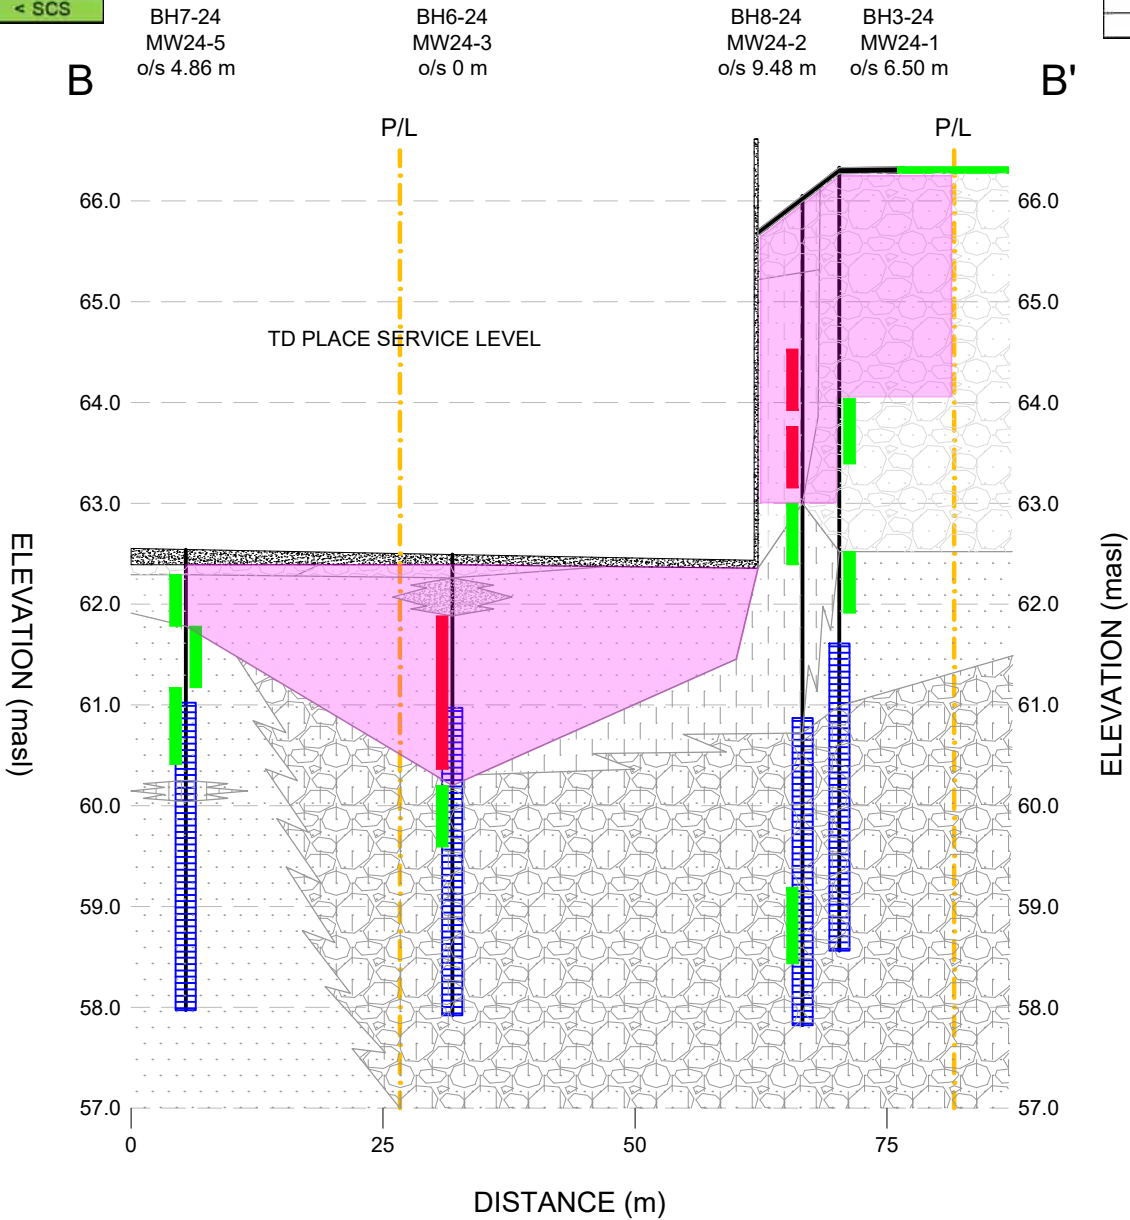 < SCS
BH7-24
MW24-5
o/s 4.86 m
BH6-24
MW24-3
o/s 0 m
BH8-24
MW24-2
o/s 9.48 m
BH3-24
MW24-1
o/s 6.50 m
B
B'
P/L
P/L
66.0
66.0
65.0
65.0
TD PLACE SERVICE LEVEL
64.0
64.0
63.0
63.0
62.0
62.0
61.0
61.0
60.0
60.0
59.0
59.0
58.0
58.0
57.0
57.0
ELEVATION (masl)
ELEVATION (masl)
0
25
50
75
DISTANCE (m)